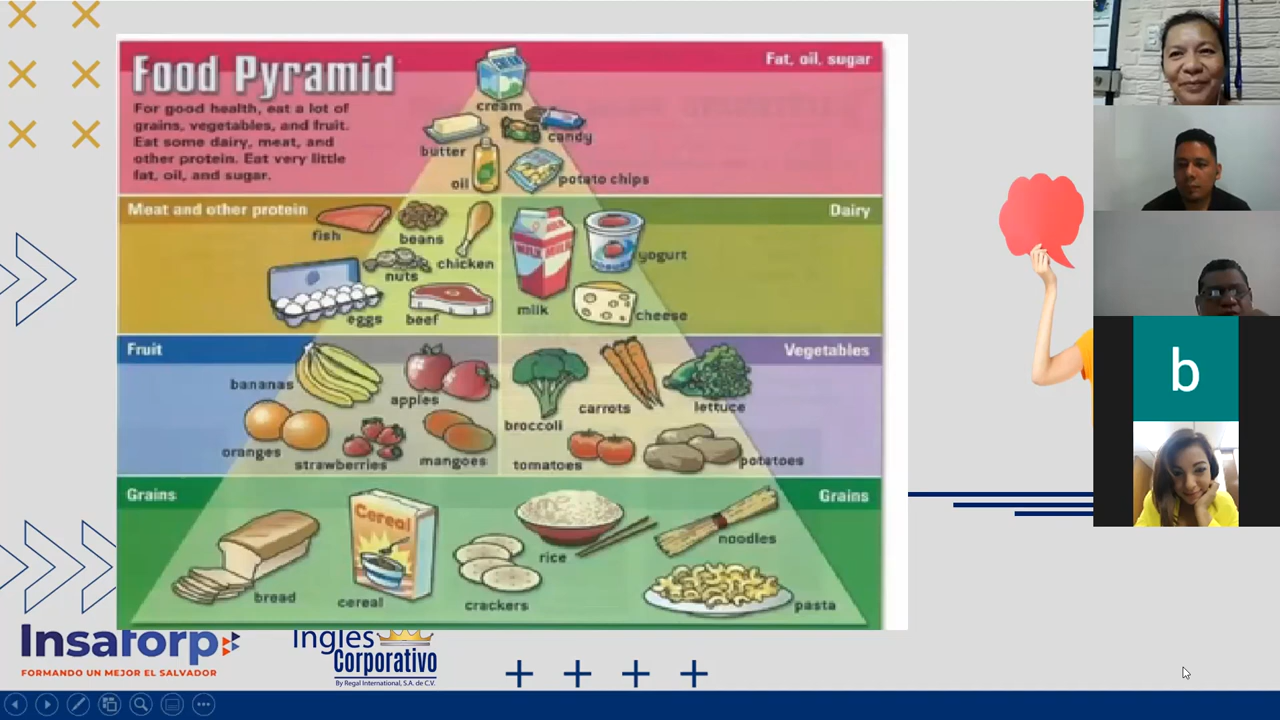 Food Pyramid
For good health, eat a lot of
grains, vegetables, and fruit.
Eat some dairy, meat, and
other protein. Eat very little
fat, oil, and sugar.
Fat, oil, sugar
cream
candy
butter
oil
potato chips
Meat and other protein
fish
beans
chicken
nuts
eggs
beef
Dairy
MILK
yogurt
milk
cheese
Fruit
bananas
apples
oranges
strawberries
mangoes
Vegetables
carrots
lettuce
broccoli
tomatoes
potatoes
Grains
Grains
Cereal
bread
cereal
crackers
rice
noodles
pasta
b
Insaforp
FORMANDO UN MEJOR EL SALVADOR
Ingles
Corporativo
By Regal International, S.A. de C.V.